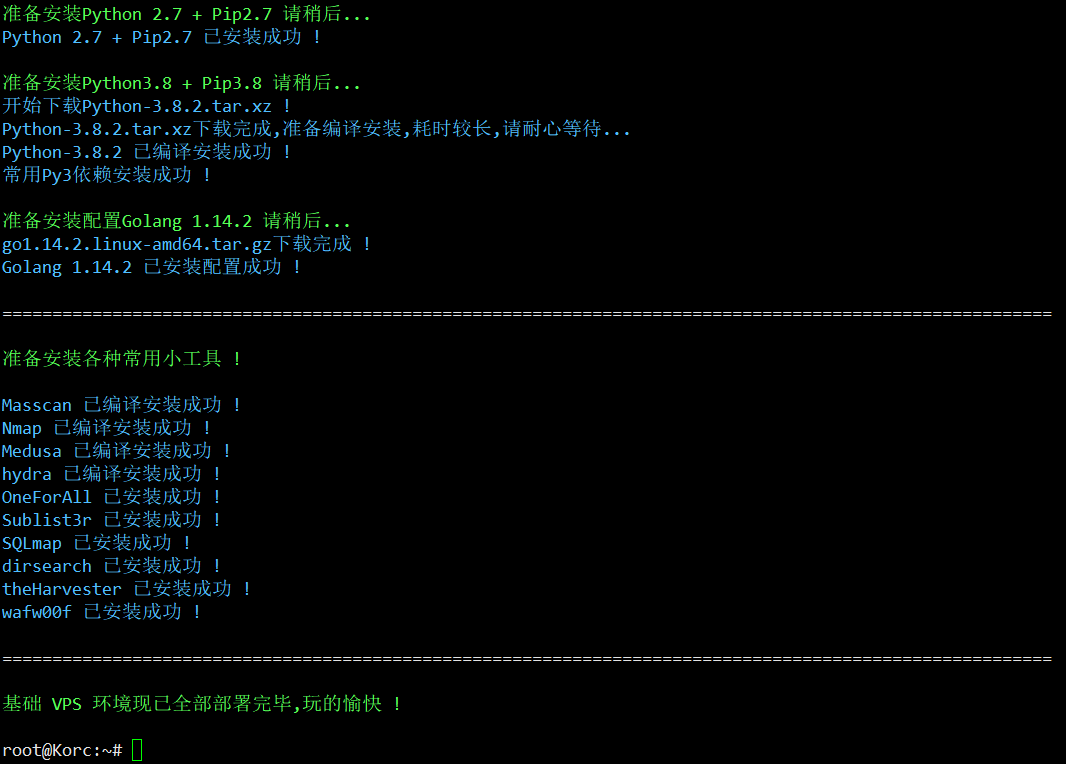 准备安装Python 2.7 + Pip2.7 请稍后...
Python 2.7 + Pip2.7 已安装成功 !
准备安装Python3.8 + Pip3.8 请稍后...
开始下载Python-3.8.2.tar.xz !
Python-3.8.2.tar.xz下载完成,准备编译安装,耗时较长,请耐心等待...
Python-3.8.2 已编译安装成功 !
常用Py3依赖安装成功 !
准备安装配置Golang 1.14.2 请稍后...
go1.14.2.linux-amd64.tar.gz下载完成 !
Golang 1.14.2 已安装配置成功 !
=========================================================================================================
准备安装各种常用小工具 !
Masscan 已编译安装成功 !
Nmap 已编译安装成功 !
Medusa 已编译安装成功 !
hydra 已编译安装成功 !
OneForAll 已安装成功 !
Sublist3r 已安装成功 !
SQLmap 已安装成功 !
dirsearch 已安装成功 !
theHarvester 已安装成功 !
wafw00f 已安装成功 !
=========================================================================================================
基础 VPS 环境现已全部部署完毕,玩的愉快 !
root@Korc:~#